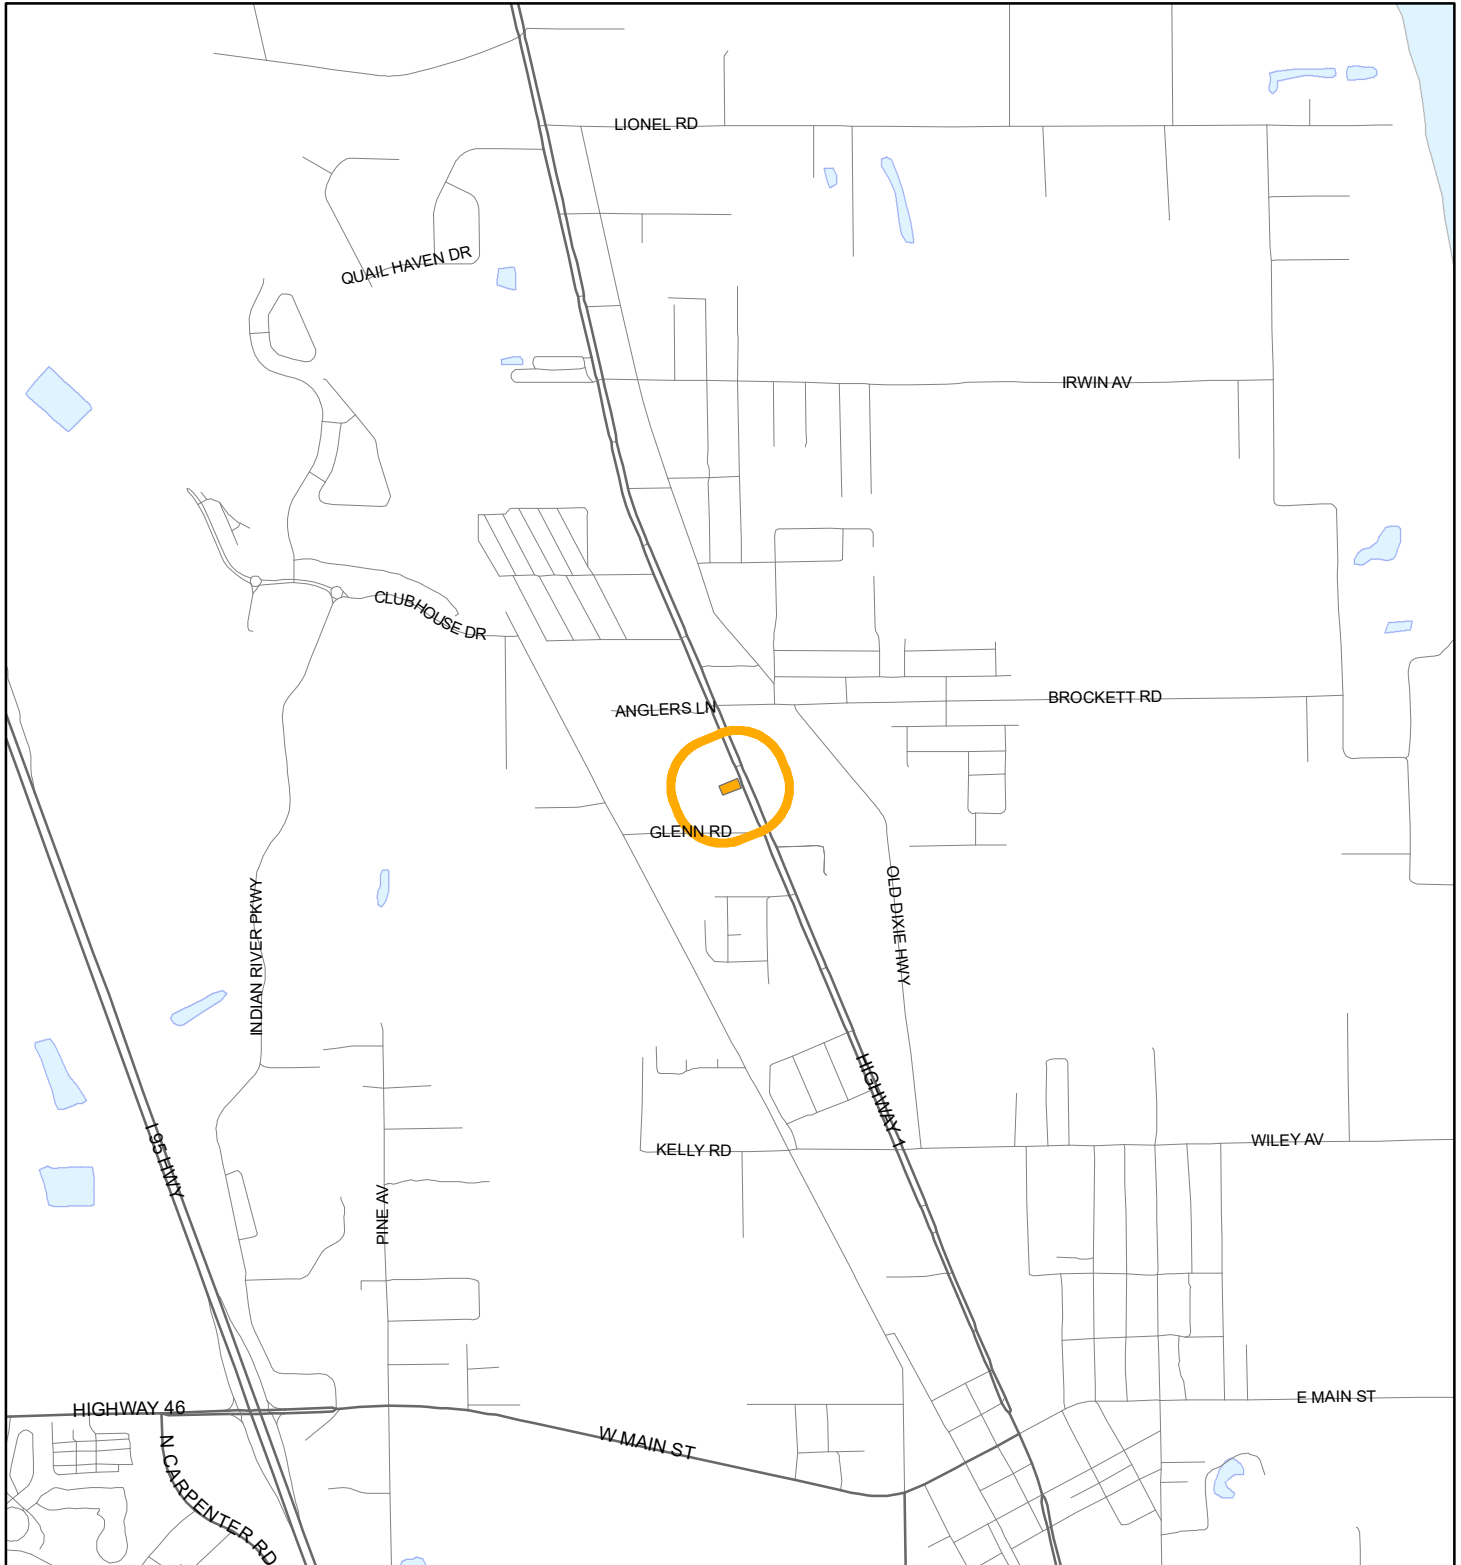 LIONEL RD
QUAIL HAVEN DR
IRWIN AV
CLUBHOUSE DR
BROCKETT RD
ANGLERS LN
GLENN RD
OLD DIXIE HWY
INDIAN RIVER PKWY
HIGHWAY 1
I 95 HWY
KELLY RD
WILEY AV
PINE AV
E MAIN ST
HIGHWAY 46
W MAIN ST
N CARPENTER RD